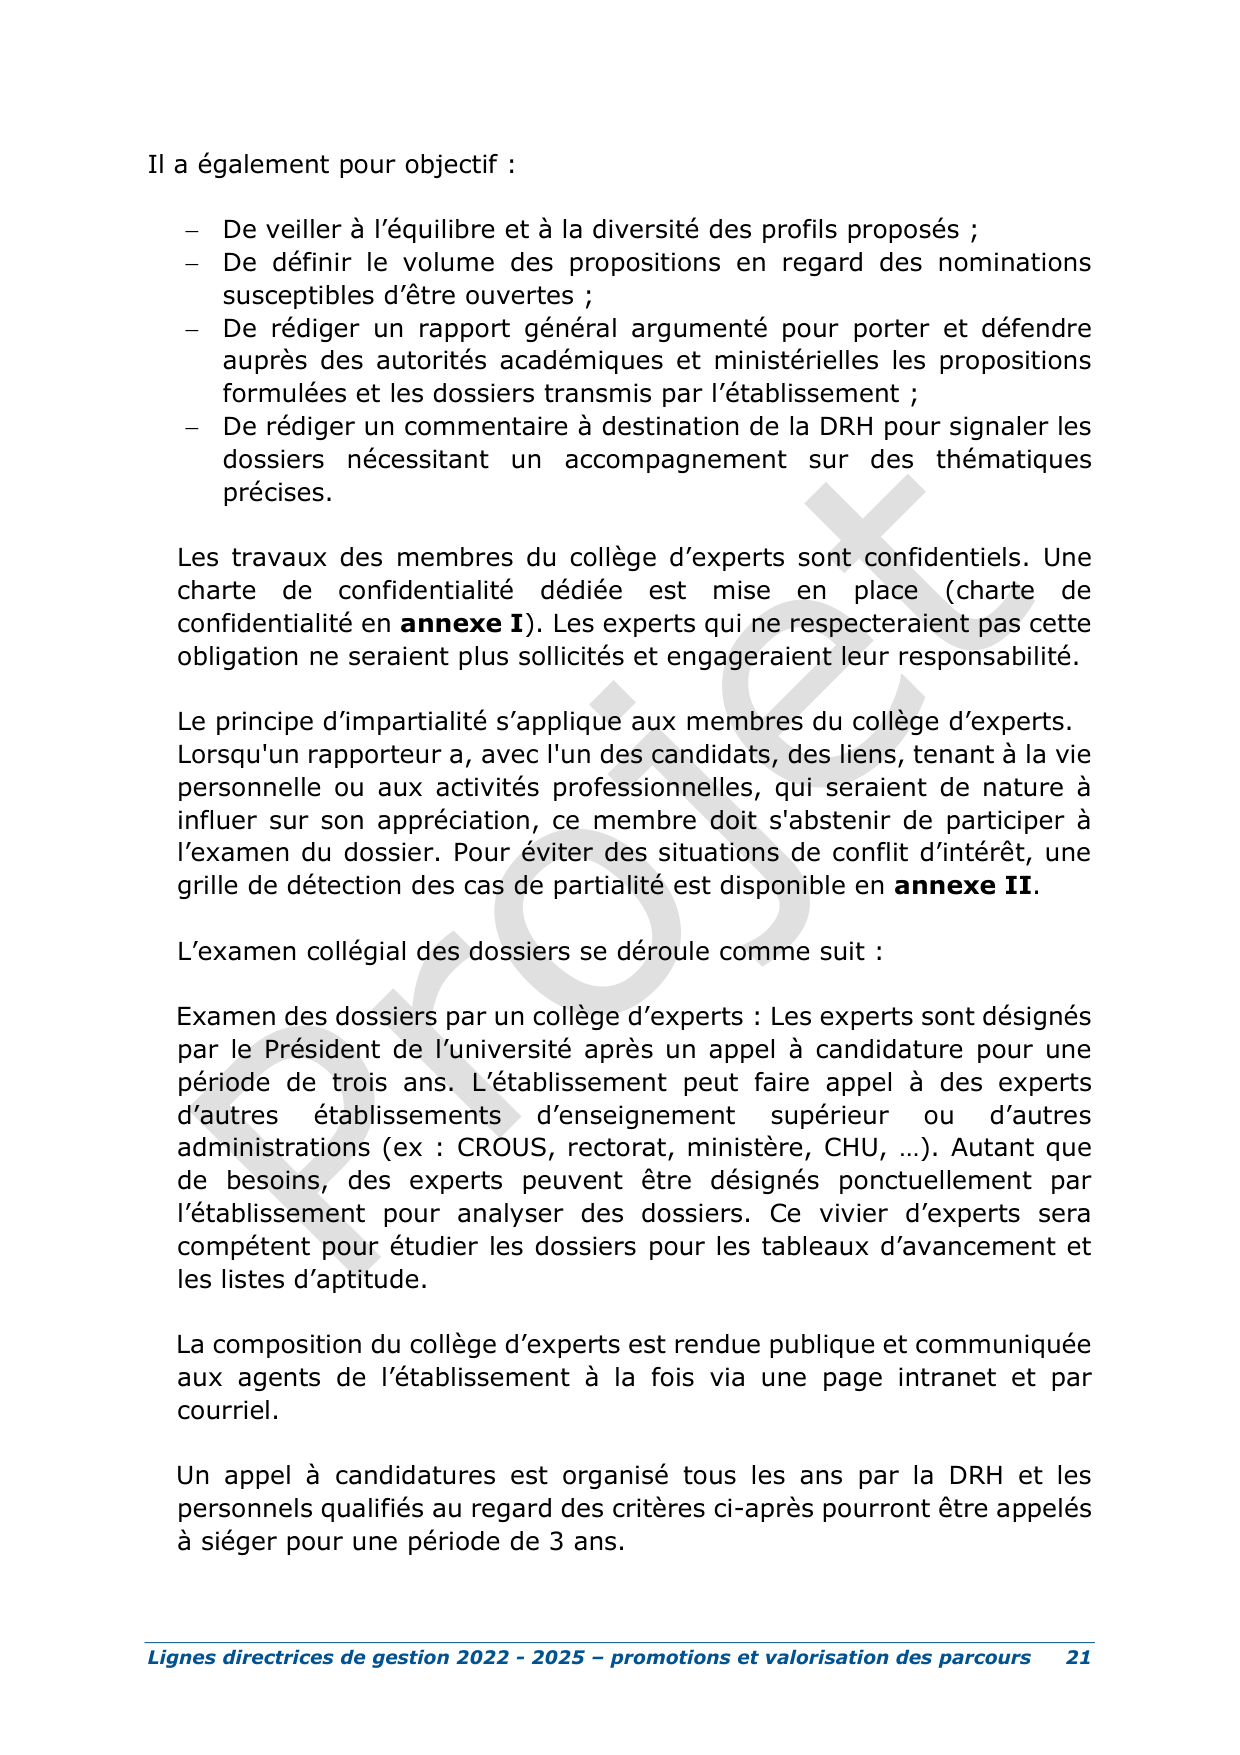 Il a également pour objectif :
– De veiller à l’équilibre et à la diversité des profils proposés ;
– De définir le volume des propositions en regard des nominations
susceptibles d’être ouvertes ;
– De rédiger un rapport général argumenté pour porter et défendre
auprès des autorités académiques et ministérielles les propositions
formulées et les dossiers transmis par l’établissement ;
– De rédiger un commentaire à destination de la DRH pour signaler les
dossiers nécessitant un accompagnement sur des thématiques
précises.
Les travaux des membres du collège d’experts sont confidentiels. Une
charte de confidentialité dédiée est mise en place (charte de
confidentialité en annexe I). Les experts qui ne respecteraient pas cette
obligation ne seraient plus sollicités et engageraient leur responsabilité.
Le principe d’impartialité s’applique aux membres du collège d’experts.
Lorsqu'un rapporteur a, avec l'un des candidats, des liens, tenant à la vie
personnelle ou aux activités professionnelles, qui seraient de nature à
influer sur son appréciation, ce membre doit s'abstenir de participer à
l’examen du dossier. Pour éviter des situations de conflit d’intérêt, une
grille de détection des cas de partialité est disponible en annexe II.
L’examen collégial des dossiers se déroule comme suit :
Examen des dossiers par un collège d’experts : Les experts sont désignés
par le Président de l’université après un appel à candidature pour une
période de trois ans. L’établissement peut faire appel à des experts
d’autres établissements d’enseignement supérieur ou d’autres
administrations (ex : CROUS, rectorat, ministère, CHU, …). Autant que
de besoins, des experts peuvent être désignés ponctuellement par
l’établissement pour analyser des dossiers. Ce vivier d’experts sera
compétent pour étudier les dossiers pour les tableaux d’avancement et
les listes d’aptitude.
La composition du collège d’experts est rendue publique et communiquée
aux agents de l’établissement à la fois via une page intranet et par
courriel.
Un appel à candidatures est organisé tous les ans par la DRH et les
personnels qualifiés au regard des critères ci-après pourront être appelés
à siéger pour une période de 3 ans.
Projet
Lignes directrices de gestion 2022 - 2025 – promotions et valorisation des parcours 21